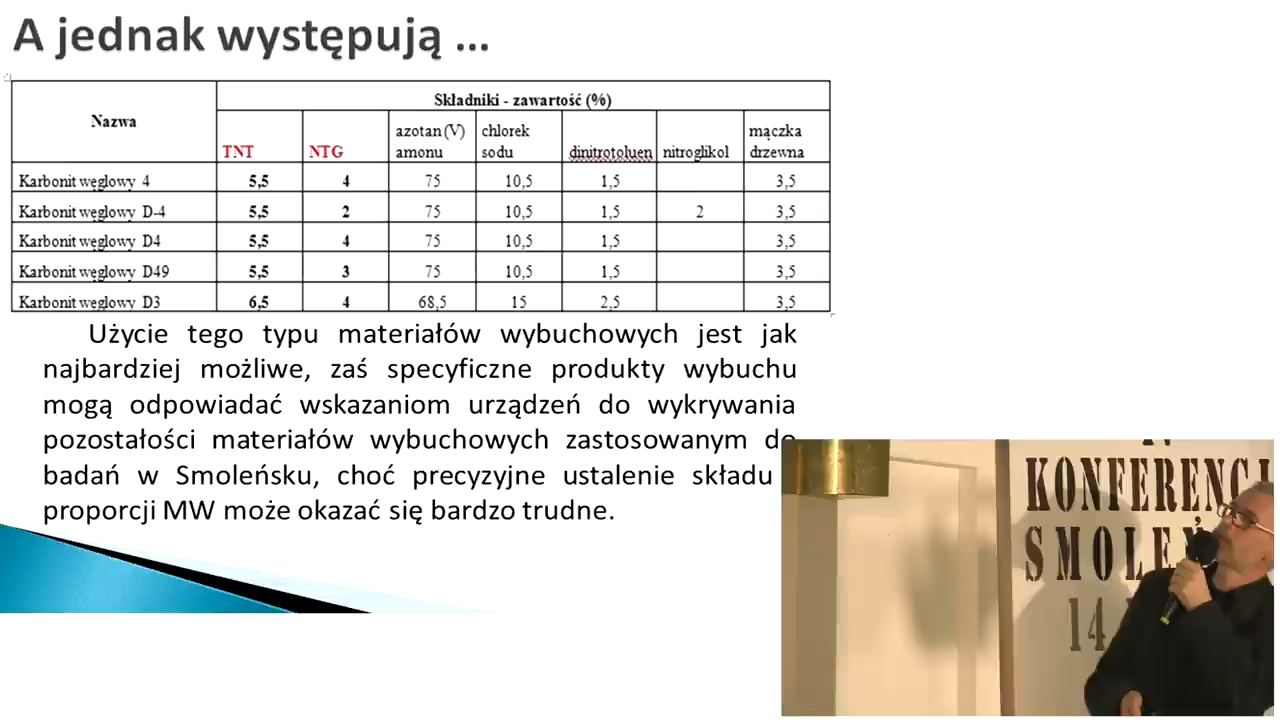 A jednak występują ...
Nazwa Składniki - zawartość (%)
TNT NTG azotan (V) amonu chlorek sodu dinitrotoluen nitroglikol mączka drzewna
Karbonit węglowy 4 5,5 4 75 10,5 1,5 3,5
Karbonit węglowy D-4 5,5 2 75 10,5 1,5 2 3,5
Karbonit węglowy D4 5,5 4 75 10,5 1,5 3,5
Karbonit węglowy D49 5,5 3 75 10,5 1,5 3,5
Karbonit węglowy D3 6,5 4 68,5 15 2,5 3,5
Użycie tego typu materiałów wybuchowych jest jak
najbardziej możliwe, zaś specyficzne produkty wybuchu
mogą odpowiadać wskazaniom urządzeń do wykrywania
pozostałości materiałów wybuchowych zastosowanym do
badań w Smoleńsku, choć precyzyjne ustalenie składu
proporcji MW może okazać się bardzo trudne.
KONFERENCJ
SMOLEŃ
14